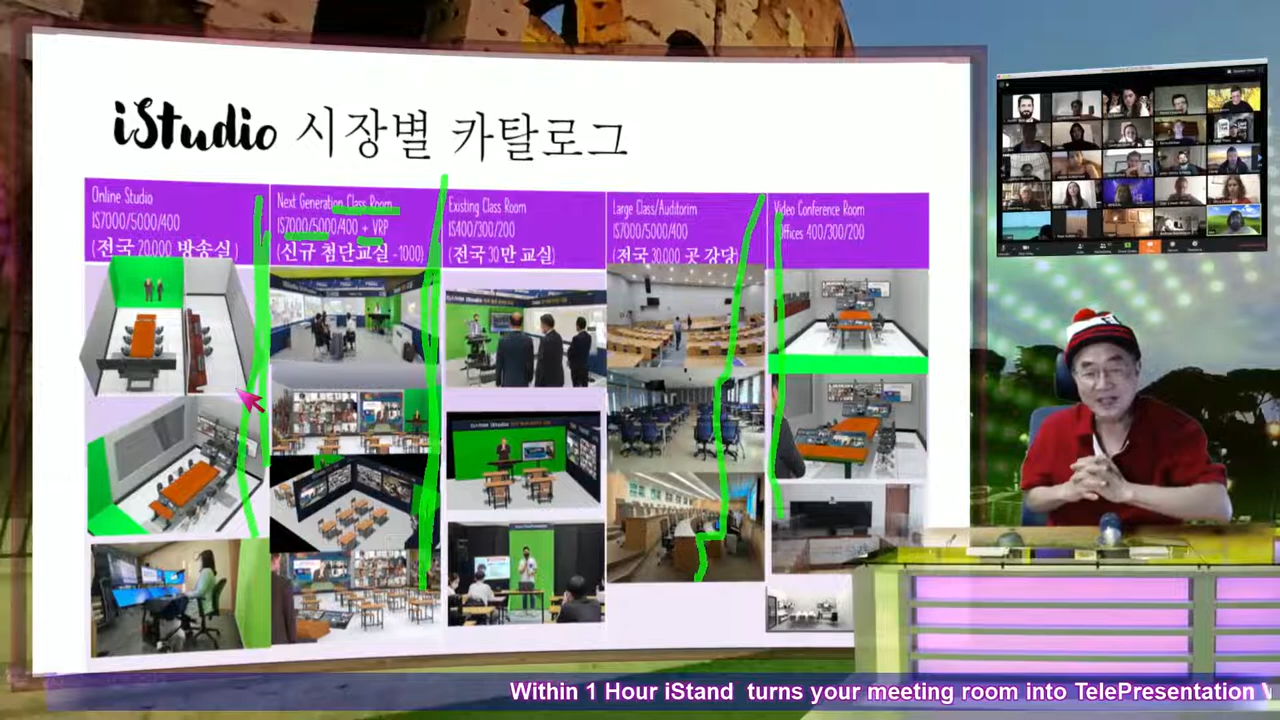 iStudio 시장별 카탈로그
Online Studio
IS7000/5000/400
(전국 20,000 방송실)
Next Generation Class Room
IS7000/5000/400 + VRP
(신규 첨단교실 ~1000)
Existing Class Room
IS400/300/200
(전국 30만 교실)
Large Class/Auditorim
IS7000/5000/400
(전국 30,000 곳 강당)
Video Conference Room
Offices 400/300/200
Within 1 Hour iStand turns your meeting room into TelePresentation